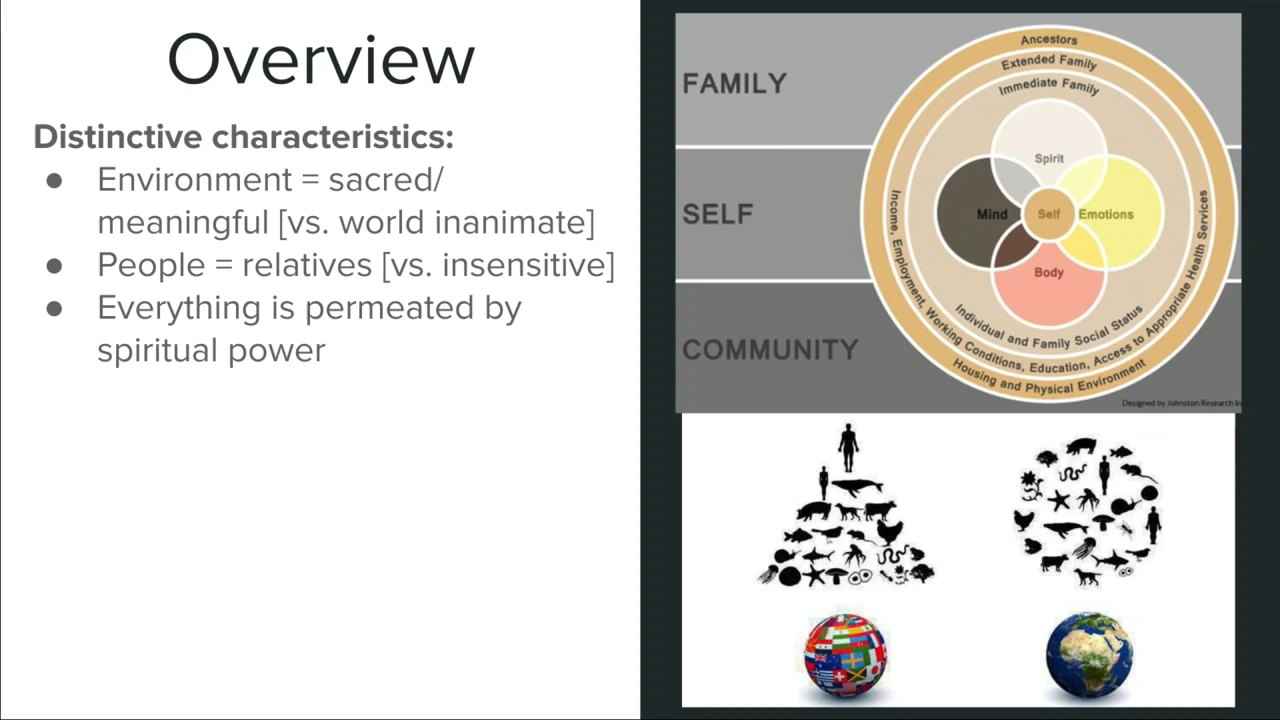 Overview
Distinctive characteristics:
● Environment = sacred/
meaningful [vs. world inanimate]
● People = relatives [vs. insensitive]
● Everything is permeated by
spiritual power
FAMILY
SELF
COMMUNITY
Ancestors
Extended Family
Immediate Family
Spirit
Mind
Self
Emotions
Body
Individual and Family Social Status
Income, Employment, Working Conditions, Education, Access to Appropriate Health Services
Housing and Physical Environment
Designed by Johnston Research In